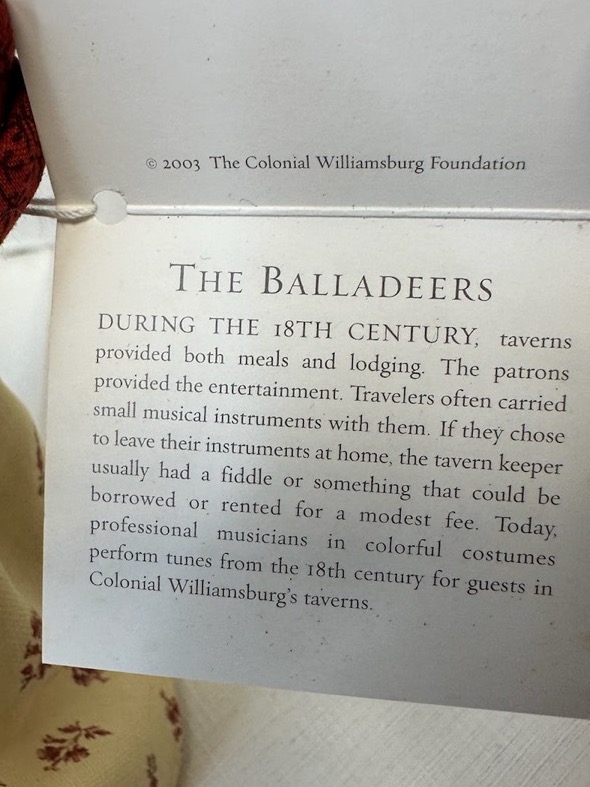 © 2003 The Colonial Williamsburg Foundation
THE BALLADEERS
DURING THE 18TH CENTURY, taverns
provided both meals and lodging. The patrons
provided the entertainment. Travelers often carried
small musical instruments with them. If they chose
to leave their instruments at home, the tavern keeper
usually had a fiddle or something that could be
borrowed or rented for a modest fee. Today,
professional musicians in colorful costumes
perform tunes from the 18th century for guests in
Colonial Williamsburg's taverns.